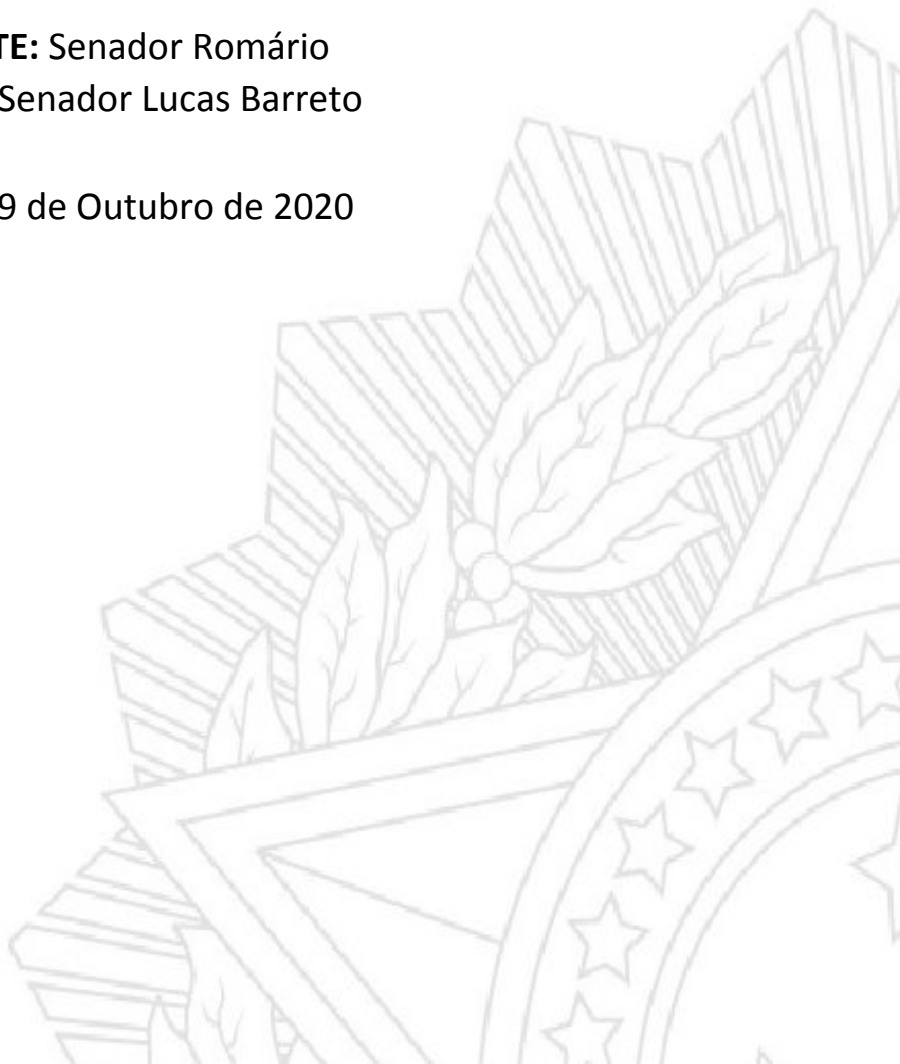 TE: Senador Romário
Senador Lucas Barreto
9 de Outubro de 2020